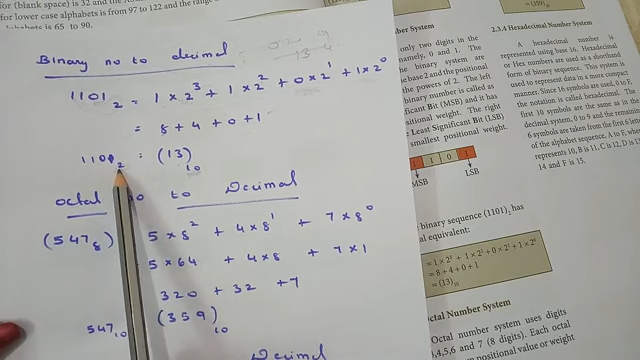 for (blank space) is 32 and the
for lower case alphabets is from 97 to 122 and the range
alphabets is 65 to 90.
(359)
Binary no to decimal
1101₂ = 1 x 2³ + 1 x 2² + 0 x 2¹ + 1 x 2⁰
= 8 + 4 + 0 + 1
1101₂ : (13)₁₀
octal no to Decimal
(547₈) 5 x 8² + 4 x 8¹ + 7 x 8⁰
5 x 64 + 4 x 8 + 7 x 1
320 + 32 + 7
547₁₀ (359)₁₀
Decimal
Number System
only two digits in the
namely, 0 and 1. The
binary system are
base 2 and the positional
the powers of 2. The left
binary number is called as
Bit (MSB) and it has
positional weight. The right
Least Significant Bit (LSB)
smallest positional weight.
1 0 1
MSB LSB
binary sequence (1101)₂ has
equivalent:
= 1×2³ + 1×2² + 0×2¹ + 1×2⁰
= 8 + 4 + 0 + 1
= (13)₁₀
Octal Number System
Octal number system uses digits
4,5,6 and 7 (8 digits). Each octal
positional value or weight
2.3.4 Hexadecimal Number System
A hexadecimal number is
represented using base 16. Hexadecimal
or Hex numbers are used as a shorthand
form of binary sequence. This system is
used to represent data in a more compact
manner. Since 16 symbols are used, 0 to F,
the notation is called hexadecimal. The
first 10 symbols are the same as in the
decimal system, 0 to 9 and the remaining
6 symbols are taken from the first 6 letters
of the alphabet sequence, A to F, where
represents 10, B is 11, C is 12, D is 13
14 and F is 15.